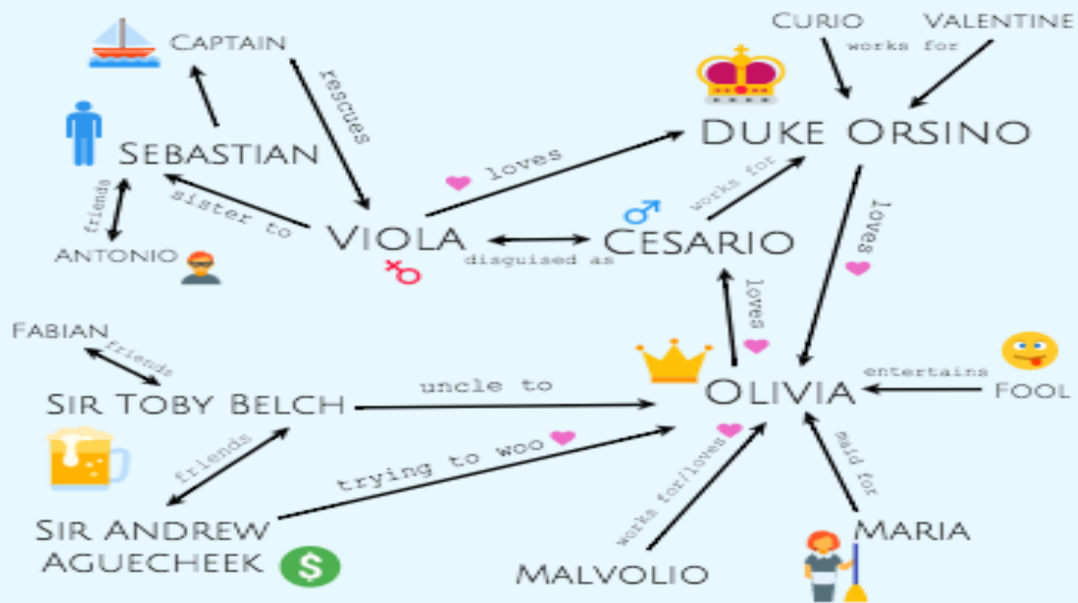 CURIO
VALENTINE
works for
CAPTAIN
rescues
DUKE ORSINO
SEBASTIAN
loves
works for
friends
sister to
loves
VIOLA
CESARIO
ANTONIO
disguised as
loves
FABIAN
friends
entertains
uncle to
OLIVIA
FOOL
SIR TOBY BELCH
friends
trying to woo
works for/loves
maid for
SIR ANDREW
AGUECHEEK
$
MARIA
MALVOLIO